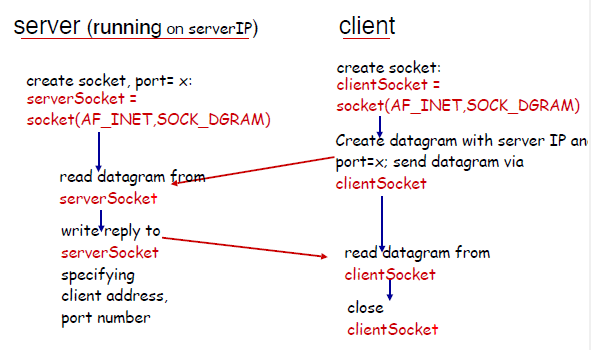 server (running on serverIP)
create socket, port= x:
serverSocket =
socket(AF_INET,SOCK_DGRAM)
read datagram from
serverSocket
write reply to
serverSocket
specifying
client address,
port number
client
create socket:
clientSocket =
socket(AF_INET,SOCK_DGRAM)
Create datagram with server IP an
port=x; send datagram via
clientSocket
read datagram from
clientSocket
close
clientSocket